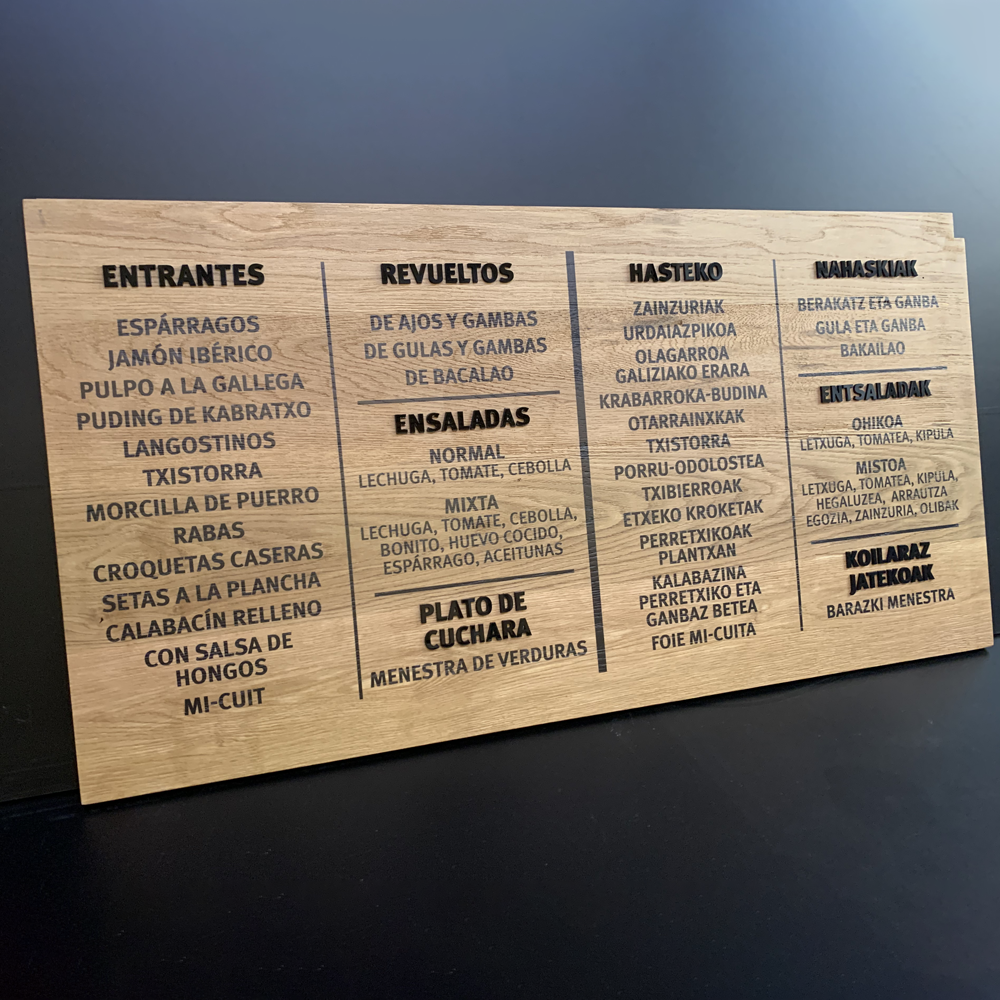 ENTRANTES
ESPÁRRAGOS
JAMÓN IBÉRICO
PULPO A LA GALLEGA
PUDING DE KABRATXO
LANGOSTINOS
TXISTORRA
MORCILLA DE PUERRO
RABAS
CROQUETAS CASERAS
SETAS A LA PLANCHA
CALABACÍN RELLENO
CON SALSA DE
HONGOS
MI-CUIT
REVUELTOS
DE AJOS Y GAMBAS
DE GULAS Y GAMBAS
DE BACALAO
ENSALADAS
NORMAL
LECHUGA, TOMATE, CEBOLLA
MIXTA
LECHUGA, TOMATE, CEBOLLA,
BONITO, HUEVO COCIDO,
ESPÁRRAGO, ACEITUNAS
PLATO DE
CUCHARA
MENESTRA DE VERDURAS
HASTEKO
ZAINZURIAK
URDAIAZPIKOA
OLAGARROA
GALIZIAKO ERARA
KRABARROKA-BUDINA
OTARRAINXKAK
TXISTORRA
PORRU-ODOLOSTEA
TXIBIERROAK
ETXEKO KROKETAK
PERRETXIKOAK
PLANTXAN
KALABAZINA
PERRETXIKO ETA
GANBAZ BETEA
FOIE MI-CUITA
NAHASKIAK
BERAKATZ ETA GANBA
GULA ETA GANBA
BAKAILAO
ENTSALADAK
OHIKOA
LETXUGA, TOMATEA, KIPULA
MISTOA
LETXUGA, TOMATEA, KIPULA,
HEGALUZEA, ARRAUTZA
EGOZIA, ZAINZURIA, OLIBAK
KOILARAZ
JATEKOAK
BARAZKI MENESTRA